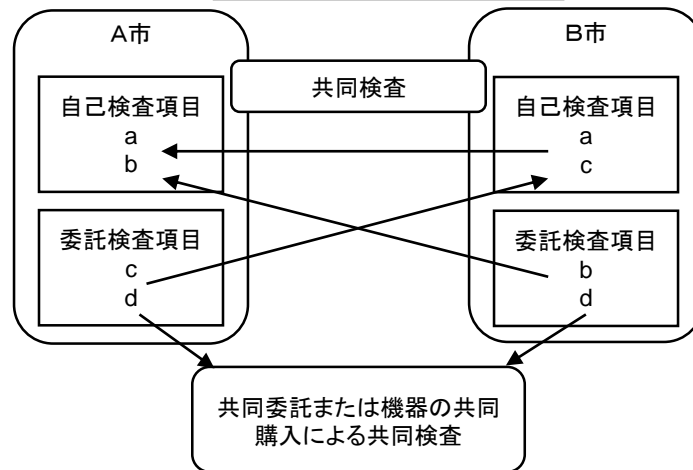 A市
B市
共同検査
自己検査項目
a
b
自己検査項目
a
c
委託検査項目
c
d
委託検査項目
b
d
共同委託または機器の共同
購入による共同検査